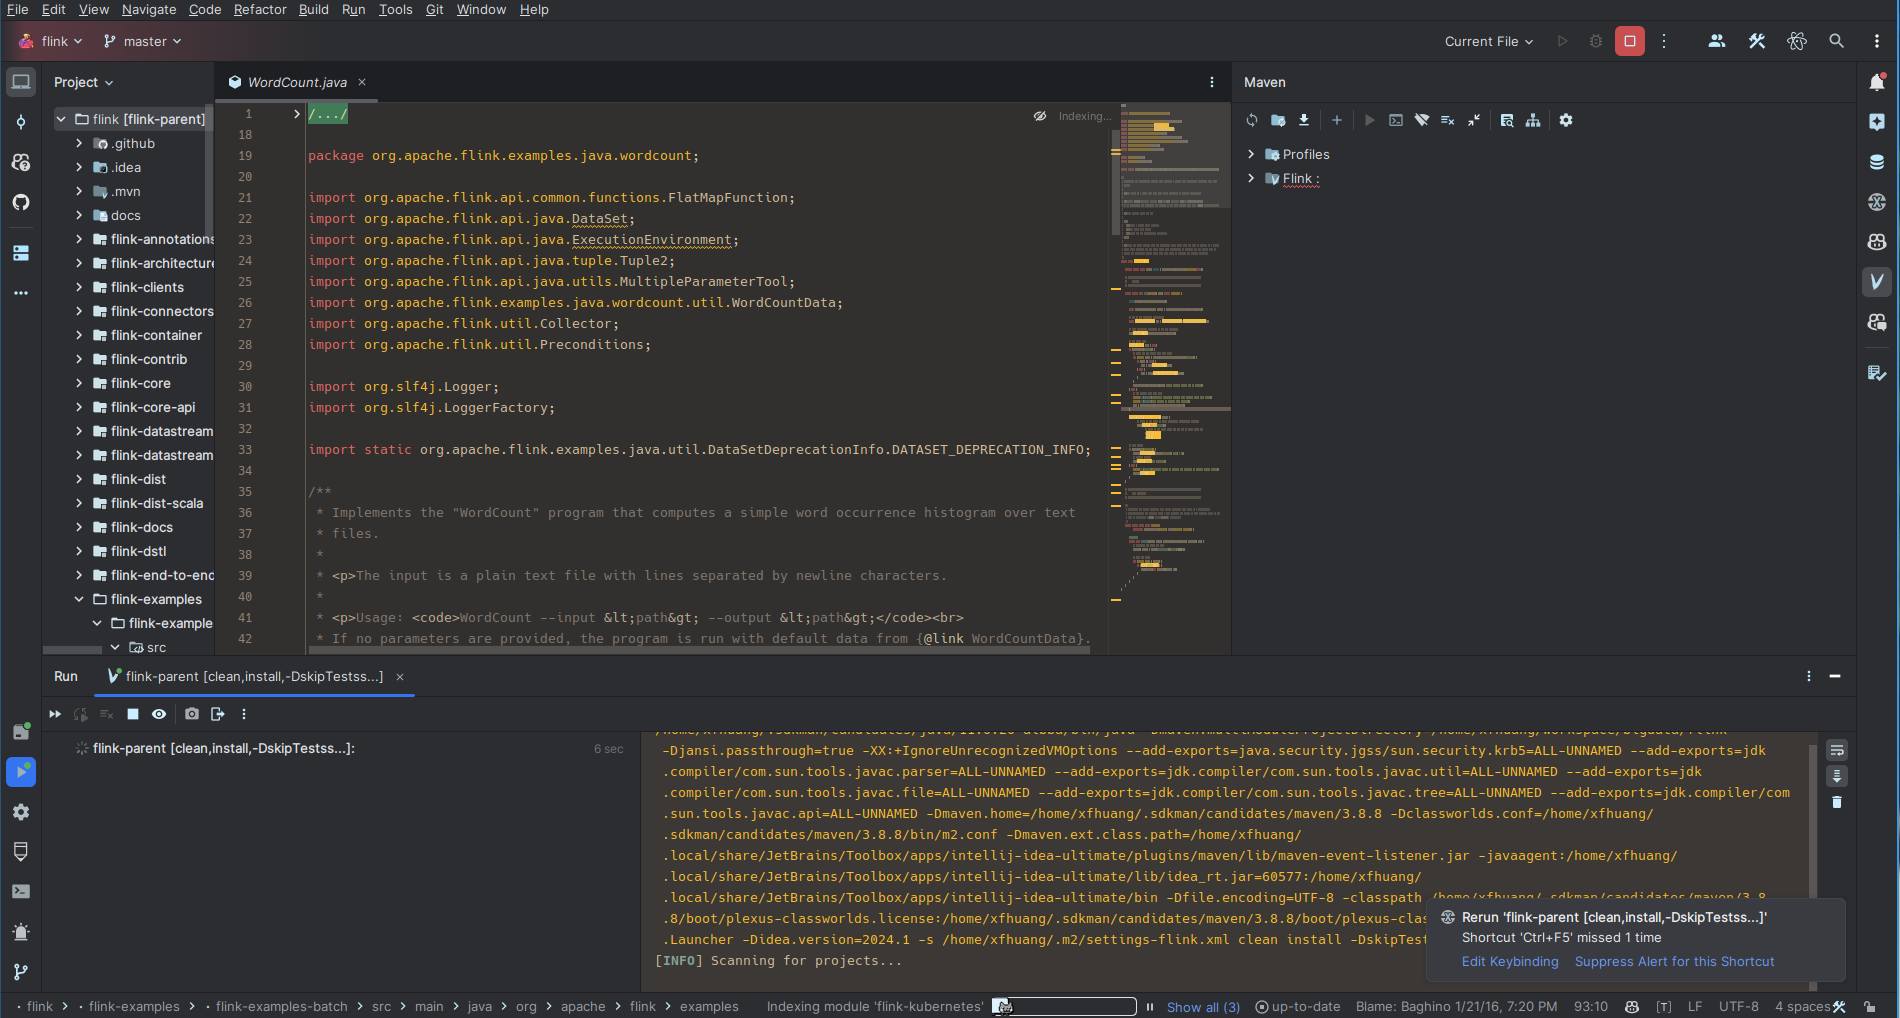 File Edit View Navigate Code Refactor Build Run Tools Git Window Help
flink master Current File
Project
WordCount.java
Maven
flink [flink-parent]
.github
.idea
.mvn
docs
flink-annotations
flink-architecture
flink-clients
flink-connectors
flink-container
flink-contrib
flink-core
flink-core-api
flink-datastream
flink-datastream
flink-dist
flink-dist-scala
flink-docs
flink-dstl
flink-end-to-end
flink-examples
flink-example
src
1 /.../
Indexing...
18
19 package org.apache.flink.examples.java.wordcount;
20
21 import org.apache.flink.api.common.functions.FlatMapFunction;
22 import org.apache.flink.api.java.DataSet;
23 import org.apache.flink.api.java.ExecutionEnvironment;
24 import org.apache.flink.api.java.tuple.Tuple2;
25 import org.apache.flink.api.java.utils.MultipleParameterTool;
26 import org.apache.flink.examples.java.wordcount.util.WordCountData;
27 import org.apache.flink.util.Collector;
28 import org.apache.flink.util.Preconditions;
29
30 import org.slf4j.Logger;
31 import org.slf4j.LoggerFactory;
32
33 import static org.apache.flink.examples.java.util.DataSetDeprecationInfo.DATASET_DEPRECATION_INFO;
34
35 /**
36 * Implements the "WordCount" program that computes a simple word occurrence histogram over text
37 * files.
38 *
39 * <p>The input is a plain text file with lines separated by newline characters.
40 *
41 * <p>Usage: <code>WordCount --input &lt;path&gt; --output &lt;path&gt;</code><br>
42 * If no parameters are provided, the program is run with default data from {@link WordCountData}.
Profiles
Flink :
Run flink-parent [clean,install,-DskipTestss...]
flink-parent [clean,install,-DskipTestss...]: 6 sec
-Djansi.passthrough=true -XX:+IgnoreUnrecognizedVMOptions --add-exports=java.security.jgss/sun.security.krb5=ALL-UNNAMED --add-exports=jdk
.compiler/com.sun.tools.javac.parser=ALL-UNNAMED --add-exports=jdk.compiler/com.sun.tools.javac.util=ALL-UNNAMED --add-exports=jdk
.compiler/com.sun.tools.javac.file=ALL-UNNAMED --add-exports=jdk.compiler/com.sun.tools.javac.tree=ALL-UNNAMED --add-exports=jdk.compiler/com
.sun.tools.javac.api=ALL-UNNAMED -Dmaven.home=/home/xfhuang/.sdkman/candidates/maven/3.8.8 -Dclassworlds.conf=/home/xfhuang/
.sdkman/candidates/maven/3.8.8/bin/m2.conf -Dmaven.ext.class.path=/home/xfhuang/
.local/share/JetBrains/Toolbox/apps/intellij-idea-ultimate/plugins/maven/lib/maven-event-listener.jar -javaagent:/home/xfhuang/
.local/share/JetBrains/Toolbox/apps/intellij-idea-ultimate/lib/idea_rt.jar=60577:/home/xfhuang/
.local/share/JetBrains/Toolbox/apps/intellij-idea-ultimate/bin -Dfile.encoding=UTF-8 -classpath /home/xfhuang/.sdkman/candidates/maven/3.8
.8/boot/plexus-classworlds.license:/home/xfhuang/.sdkman/candidates/maven/3.8.8/boot/plexus-clas
.Launcher -Didea.version=2024.1 -s /home/xfhuang/.m2/settings-flink.xml clean install -DskipTest
[INFO] Scanning for projects...
Rerun 'flink-parent [clean,install,-DskipTestss...]'
Shortcut 'Ctrl+F5' missed 1 time
Edit Keybinding Suppress Alert for this Shortcut
flink flink-examples flink-examples-batch src main java org apache flink examples Indexing module 'flink-kubernetes' Show all (3) up-to-date Blame: Baghino 1/21/16, 7:20 PM 93:10 [T] LF UTF-8 4 spaces